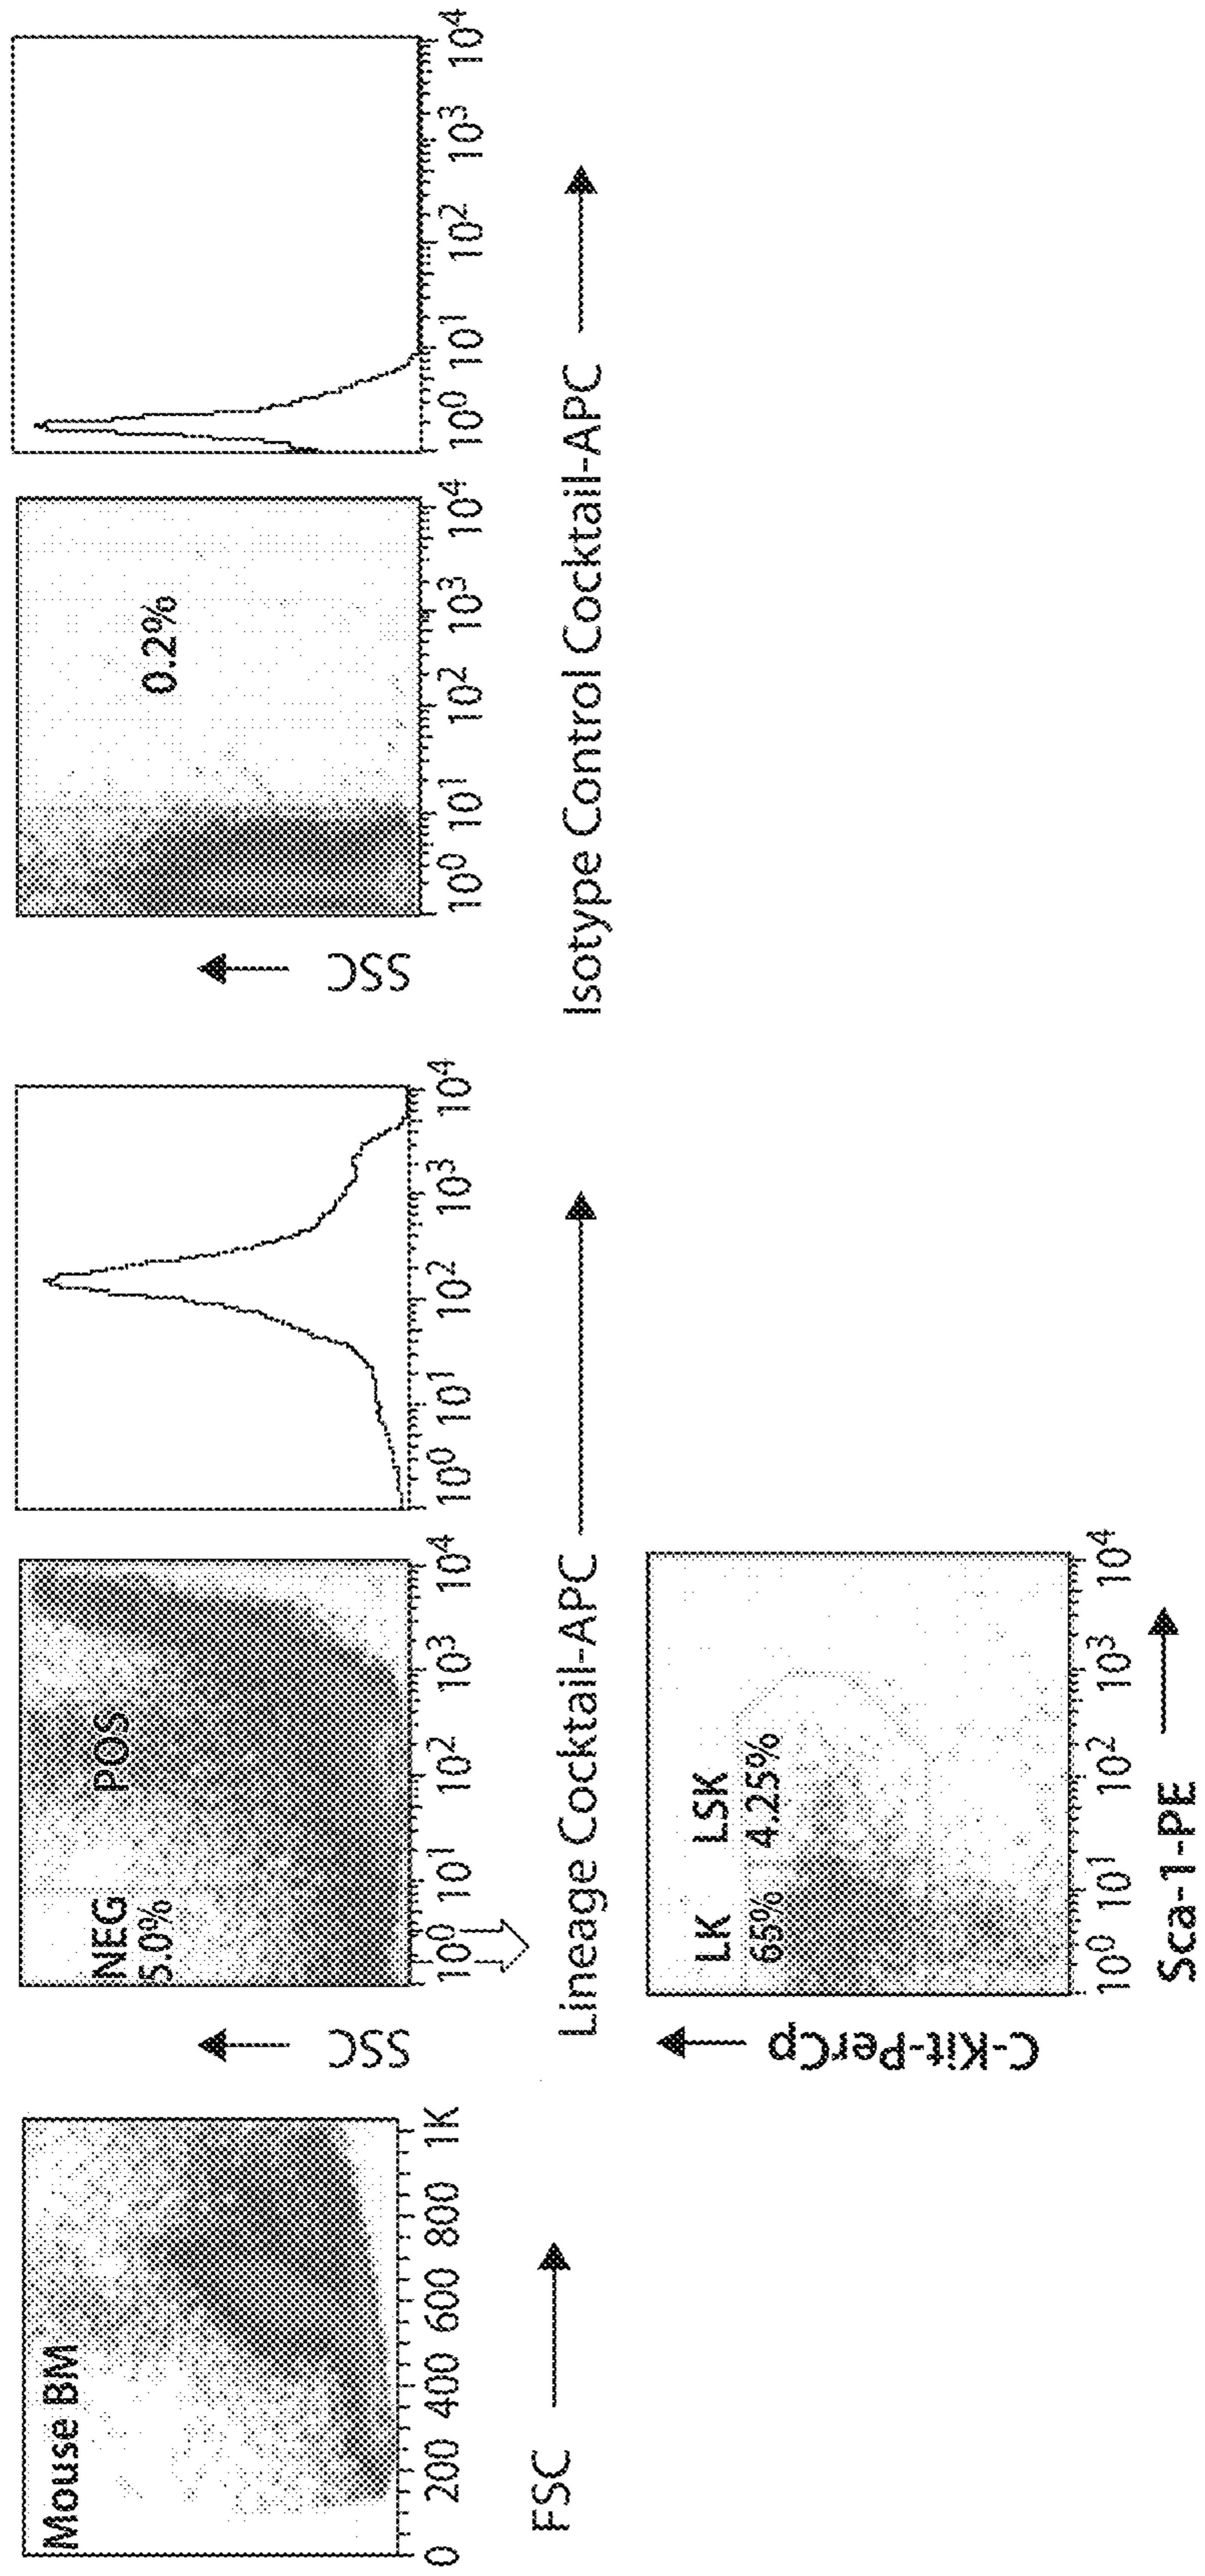 Mouse BM
0 200 400 600 800 1K
FSC
SSC
NEG
5.0%
POS
10⁰ 10¹ 10² 10³ 10⁴
10⁰ 10¹ 10² 10³ 10⁴
Lineage Cocktail-APC
SSC
0.2%
10⁰ 10¹ 10² 10³ 10⁴
10⁰ 10¹ 10² 10³ 10⁴
Isotype Control Cocktail-APC
C-Kit-PerCp
LK LSK
65% 4.25%
10⁰ 10¹ 10² 10³ 10⁴
Sca-1-PE